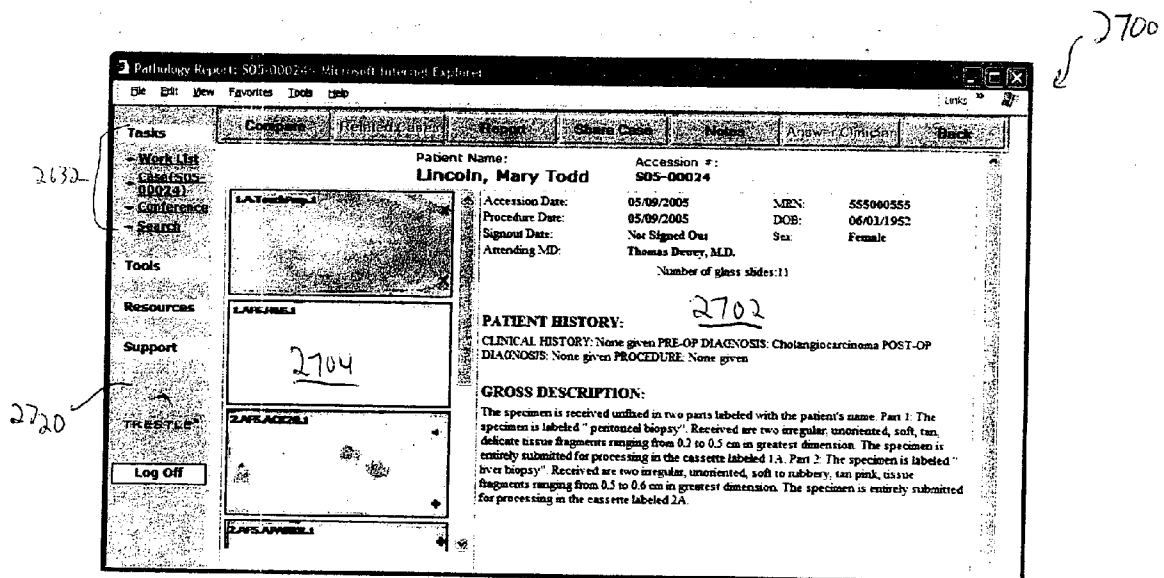 2700
Pathology Report: S05-00024 - Microsoft Internet Explorer
File Edit View Favorites Tools Help
Links »
Tasks
Compare Related Cases Report Share Case Notes Answer Clinician Back
2632
- Work List
- Case(S05-00024)
- Conference
- Search
Tools
Resources
Support
2720
TRESTLE
Log Off
Patient Name: Accession #:
Lincoln, Mary Todd S05-00024
1.A.TouchPrep.1
2704
Accession Date: 05/09/2005 MRN: 555000555
Procedure Date: 05/09/2005 DOB: 06/01/1952
Signout Date: Not Signed Out Sex: Female
Attending MD: Thomas Dewey, M.D.
Number of glass slides:11
2702
PATIENT HISTORY:
CLINICAL HISTORY: None given PRE-OP DIAGNOSIS: Cholangiocarcinoma POST-OP
DIAGNOSIS: None given PROCEDURE: None given
GROSS DESCRIPTION:
The specimen is received unfixed in two parts labeled with the patient's name. Part 1: The
specimen is labeled " peritoneal biopsy". Received are two irregular, unoriented, soft, tan,
delicate tissue fragments ranging from 0.2 to 0.5 cm in greatest dimension. The specimen is
entirely submitted for processing in the cassette labeled 1.A. Part 2: The specimen is labeled "
liver biopsy". Received are two irregular, unoriented, soft to rubbery, tan pink, tissue
fragments ranging from 0.5 to 0.6 cm in greatest dimension. The specimen is entirely submitted
for processing in the cassette labeled 2A.